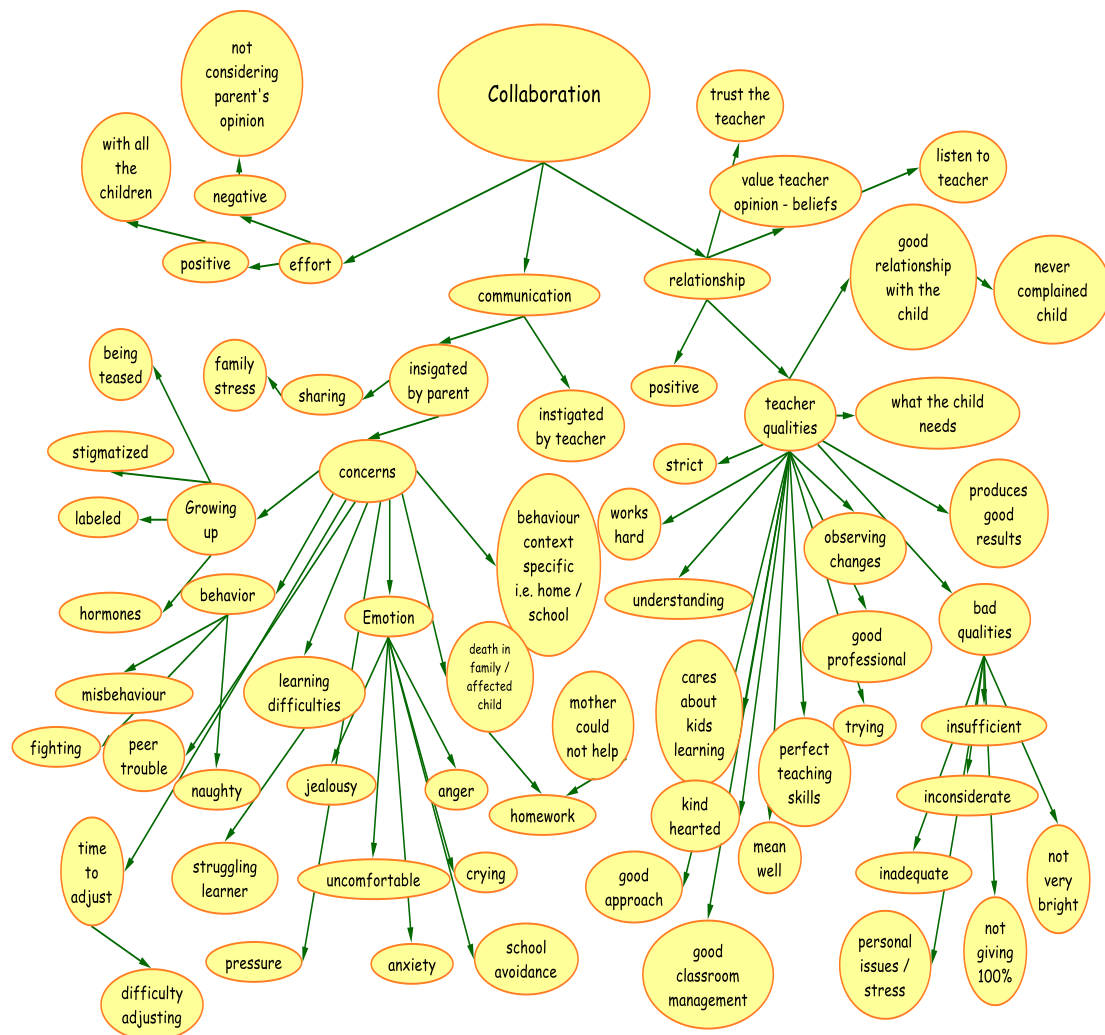 Collaboration
not
considering
parent's
opinion
with all
the
children
negative
positive
effort
trust the
teacher
value teacher
opinion - beliefs
listen to
teacher
good
relationship
with the
child
never
complained
child
relationship
communication
being
teased
family
stress
sharing
insigated
by parent
instigated
by teacher
positive
teacher
qualities
what the child
needs
stigmatized
labeled
Growing
up
hormones
concerns
behaviour
context
specific
i.e. home /
school
strict
works
hard
understanding
observing
changes
produces
good
results
behavior
Emotion
death in
family /
affected
child
good
professional
bad
qualities
misbehaviour
fighting
peer
trouble
naughty
learning
difficulties
jealousy
anger
mother
could
not help
homework
cares
about
kids
learning
perfect
teaching
skills
trying
insufficient
inconsiderate
kind
hearted
mean
well
good
approach
inadequate
not
very
bright
time
to
adjust
struggling
learner
uncomfortable
crying
pressure
anxiety
school
avoidance
good
classroom
management
personal
issues /
stress
not
giving
100%
difficulty
adjusting